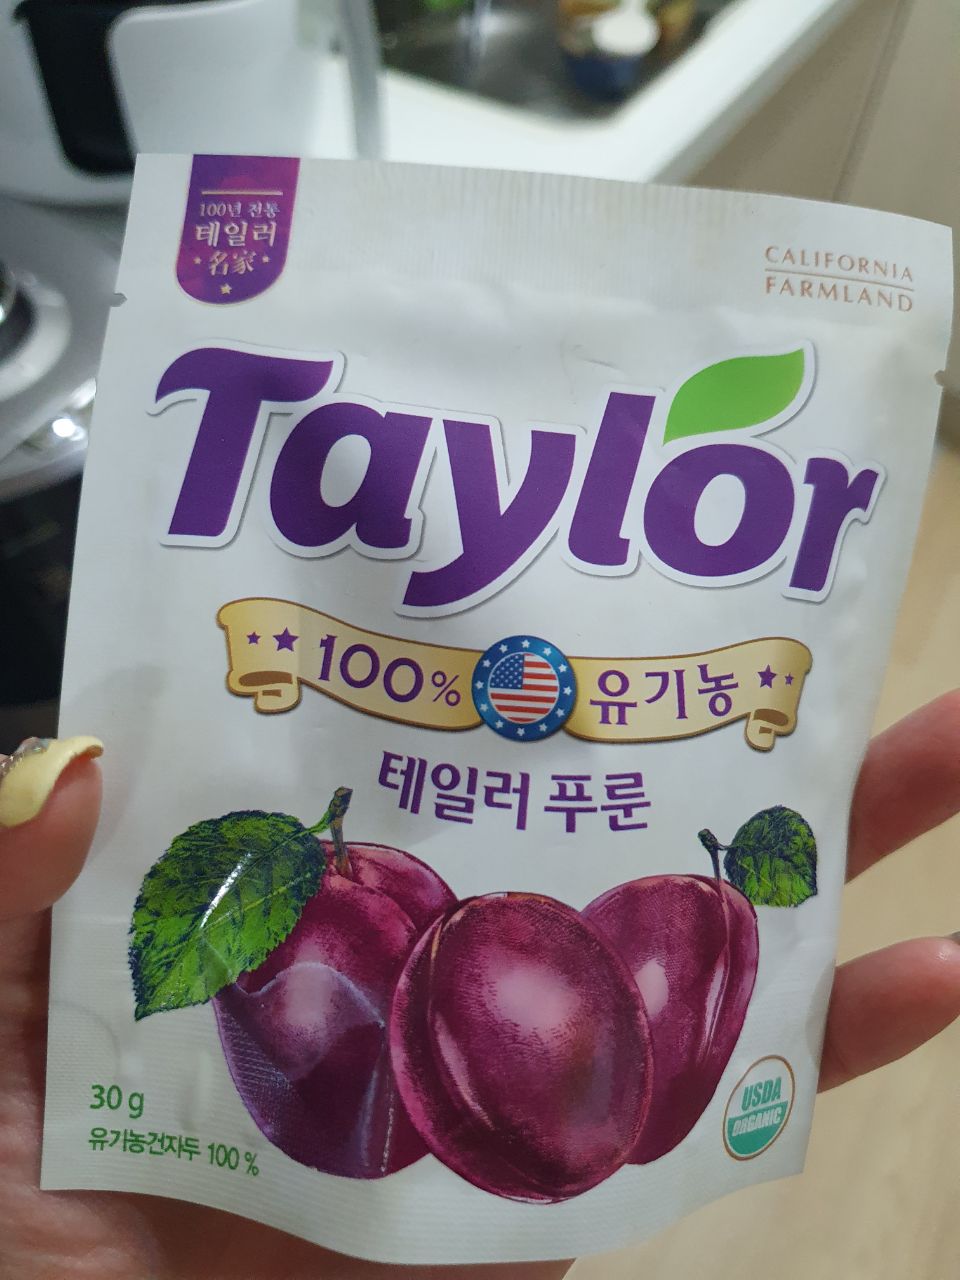 100년 전통
테일러
名家
CALIFORNIA
FARMLAND
Taylor
100% 유기농
테일러 푸룬
30 g
유기농건자두 100 %
USDA
ORGANIC